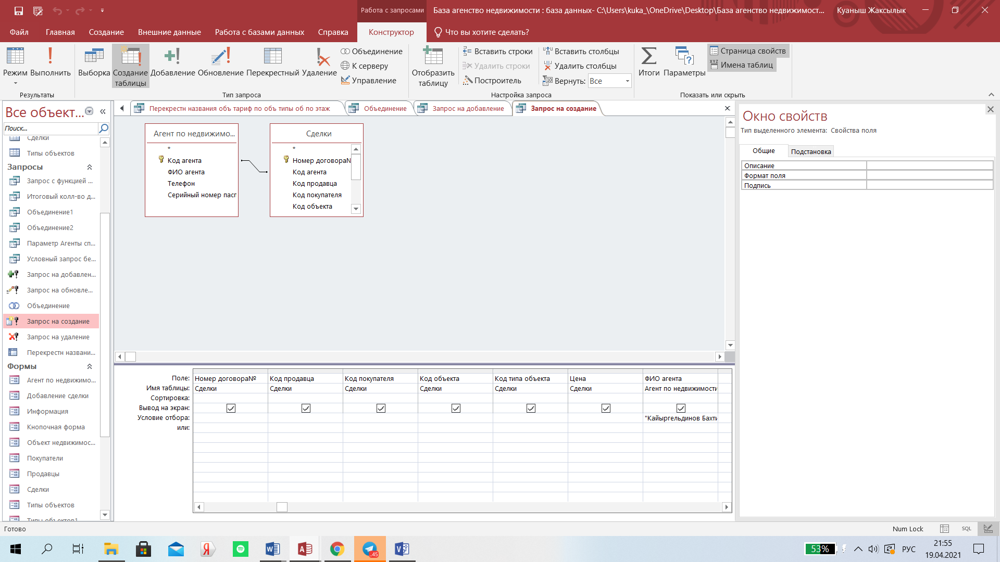 Работа с запросами
База агенство недвижимости : база данных- C:\Users\kuka_\OneDrive\Desktop\База агенство недвижимост...
Куаныш Жаксылык
Файл
Главная
Создание
Внешние данные
Работа с базами данных
Справка
Конструктор
Что вы хотите сделать?
Режим
Выполнить
Выборка
Создание таблицы
Добавление
Обновление
Перекрестный
Удаление
Объединение
К серверу
Управление
Отобразить таблицу
Вставить строки
Удалить строки
Построитель
Вставить столбцы
Удалить столбцы
Вернуть: Все
Итоги
Параметры
Страница свойств
Имена таблиц
Результаты
Тип запроса
Настройка запроса
Показать или скрыть
Все объект...
Поиск...
Сделки
Типы объектов
Запросы
Запрос с функцией ...
Итоговый колл-во д...
Объединение1
Объединение2
Параметр Агенты сп...
Условный запрос бе...
Запрос на добавлен...
Запрос на обновле...
Объединение
Запрос на создание
Запрос на удаление
Перекрестн названи...
Формы
Агент по недвижимо...
Добавление сделки
Информация
Кнопочная форма
Объект недвижимос...
Покупатели
Продавцы
Сделки
Типы объектов
Типы объектов1
Перекрестн названия объ тариф по объ типы об по этаж
Объединение
Запрос на добавление
Запрос на создание
Агент по недвижимо...
*
Код агента
ФИО агента
Телефон
Серийный номер пасп
Сделки
*
Номер договора№
Код агента
Код продавца
Код покупателя
Код объекта
Поле: Номер договора№ Код продавца Код покупателя Код объекта Код типа объекта Цена ФИО агента
Имя таблицы: Сделки Сделки Сделки Сделки Сделки Сделки Агент по недвижимости
Сортировка:
Вывод на экран:
Условие отбора: "Кайыргельдинов Бахти
или:
Окно свойств
Тип выделенного элемента: Свойства поля
Общие
Подстановка
Описание
Формат поля
Подпись
Готово
Num Lock
SQL
45
53%
РУС
21:55
19.04.2021